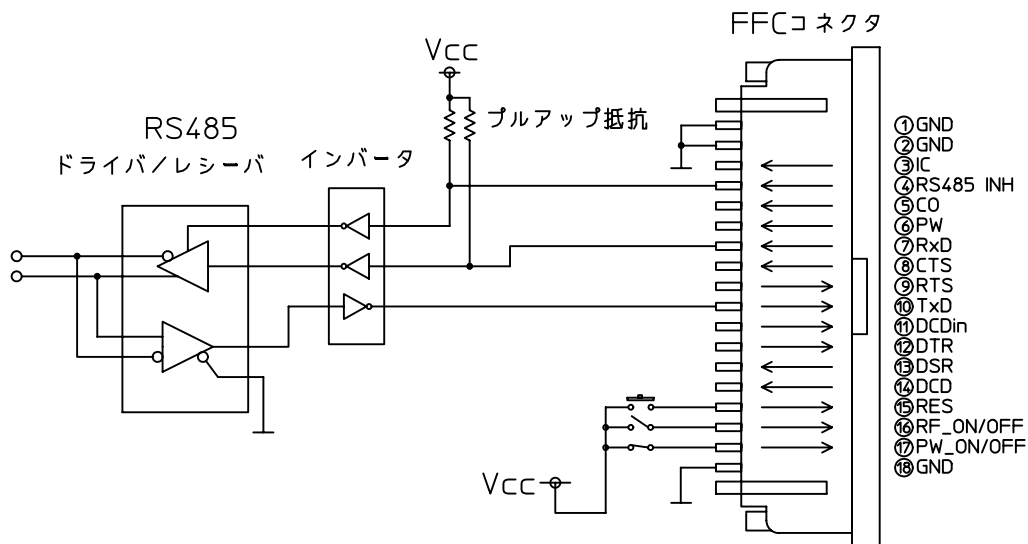 FFCコネクタ
Vcc
プルアップ抵抗
RS485
ドライバ/レシーバ
インバータ
①GND
②GND
③IC
④RS485 INH
⑤CO
⑥PW
⑦RxD
⑧CTS
⑨RTS
⑩TxD
⑪DCDin
⑫DTR
⑬DSR
⑭DCD
⑮RES
⑯RF_ON/OFF
⑰PW_ON/OFF
⑱GND
Vcc